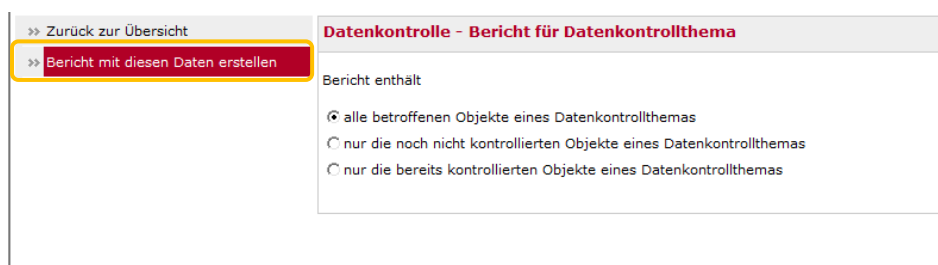 >> Zurück zur Übersicht
>> Bericht mit diesen Daten erstellen
Datenkontrolle - Bericht für Datenkontrollthema
Bericht enthält
alle betroffenen Objekte eines Datenkontrollthemas
nur die noch nicht kontrollierten Objekte eines Datenkontrollthemas
nur die bereits kontrollierten Objekte eines Datenkontrollthemas